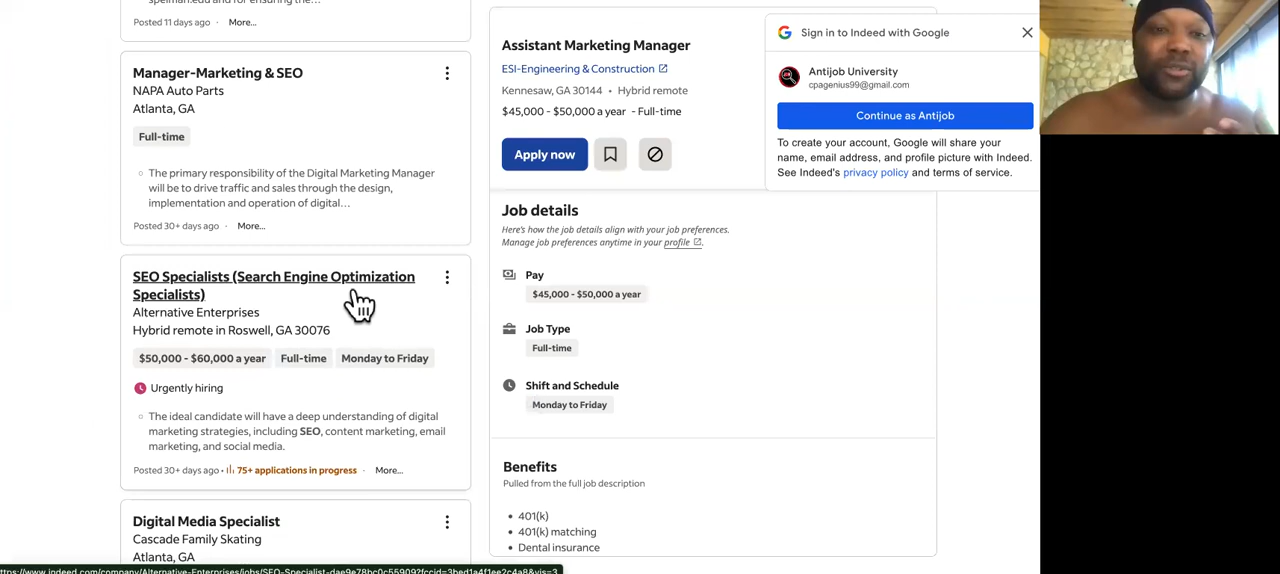 spelman.edu and for ensuring the…
Posted 11 days ago · More...
Manager-Marketing & SEO
NAPA Auto Parts
Atlanta, GA
Full-time
The primary responsibility of the Digital Marketing Manager
will be to drive traffic and sales through the design,
implementation and operation of digital…
Posted 30+ days ago · More...
SEO Specialists (Search Engine Optimization
Specialists)
Alternative Enterprises
Hybrid remote in Roswell, GA 30076
$50,000 - $60,000 a year
Full-time
Monday to Friday
Urgently hiring
The ideal candidate will have a deep understanding of digital
marketing strategies, including SEO, content marketing, email
marketing, and social media.
Posted 30+ days ago · 75+ applications in progress · More...
Digital Media Specialist
Cascade Family Skating
Atlanta, GA
Assistant Marketing Manager
ESI-Engineering & Construction
Kennesaw, GA 30144 • Hybrid remote
$45,000 - $50,000 a year - Full-time
Apply now
Job details
Here's how the job details align with your job preferences.
Manage job preferences anytime in your profile.
Pay
$45,000 - $50,000 a year
Job Type
Full-time
Shift and Schedule
Monday to Friday
Benefits
Pulled from the full job description
401(k)
401(k) matching
Dental insurance
Sign in to Indeed with Google
Antijob University
cpagenius99@gmail.com
Continue as Antijob
To create your account, Google will share your
name, email address, and profile picture with Indeed.
See Indeed's privacy policy and terms of service.